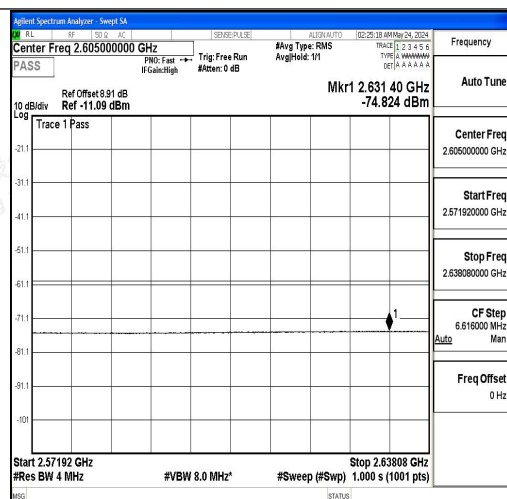 Agilent Spectrum Analyzer - Swept SA
RL RF 50 Ω AC SENSE:PULSE ALIGN AUTO 02:25:18 AM May 24, 2024
Center Freq 2.605000000 GHz
PASS
PNO: Fast
IFGain:High
Trig: Free Run
#Atten: 0 dB
#Avg Type: RMS
Avg|Hold: 1/1
TRACE 1 2 3 4 5 6
TYPE A WWWWW
DET A A A A A A
Ref Offset 8.91 dB
10 dB/div Ref -11.09 dBm
Log
Mkr1 2.631 40 GHz
-74.824 dBm
Trace 1 Pass
-21.1
-31.1
-41.1
-51.1
-61.1
-71.1
-81.1
-91.1
-101
1
Start 2.57192 GHz Stop 2.63808 GHz
#Res BW 4 MHz #VBW 8.0 MHz* #Sweep (#Swp) 1.000 s (1001 pts)
MSG STATUS
Frequency
Auto Tune
Center Freq
2.605000000 GHz
Start Freq
2.571920000 GHz
Stop Freq
2.638080000 GHz
CF Step
6.616000 MHz
Auto Man
Freq Offset
0 Hz